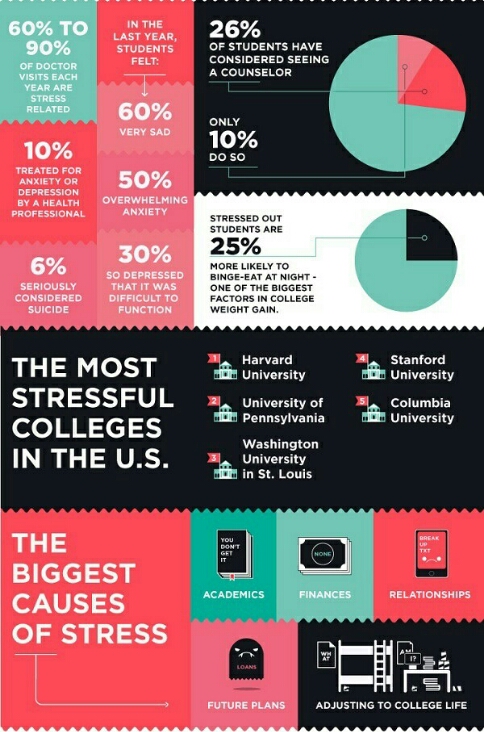 60% TO
90%
OF DOCTOR
VISITS EACH
YEAR ARE
STRESS
RELATED
10%
TREATED FOR
ANXIETY OR
DEPRESSION
BY A HEALTH
PROFESSIONAL
6%
SERIOUSLY
CONSIDERED
SUICIDE
IN THE
LAST YEAR,
STUDENTS
FELT:
60%
VERY SAD
50%
OVERWHELMING
ANXIETY
30%
SO DEPRESSED
THAT IT WAS
DIFFICULT TO
FUNCTION
26%
OF STUDENTS HAVE
CONSIDERED SEEING
A COUNSELOR
ONLY
10%
DO SO
STRESSED OUT
STUDENTS ARE
25%
MORE LIKELY TO
BINGE-EAT AT NIGHT -
ONE OF THE BIGGEST
FACTORS IN COLLEGE
WEIGHT GAIN.
THE MOST
STRESSFUL
COLLEGES
IN THE U.S.
1
Harvard
University
2
University of
Pennsylvania
3
Washington
University
in St. Louis
4
Stanford
University
5
Columbia
University
THE
BIGGEST
CAUSES
OF STRESS
YOU
DON'T
GET
IT
ACADEMICS
NONE
FINANCES
BREAK
UP
TXT
RELATIONSHIPS
LOANS
FUTURE PLANS
WH
AT
I?
ADJUSTING TO COLLEGE LIFE